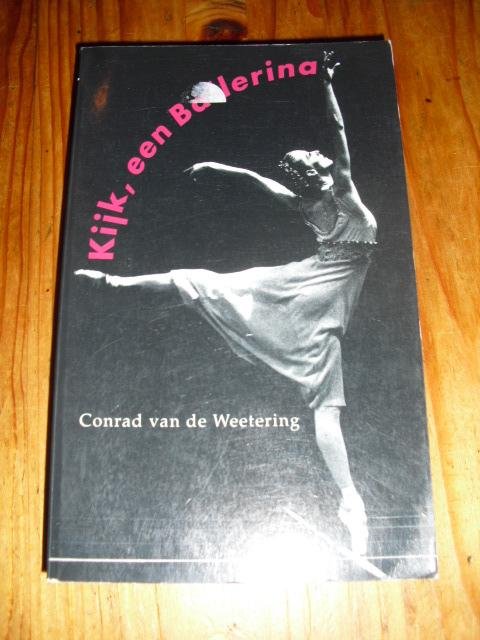 Kijk, een Ballerina
Conrad van de Weetering